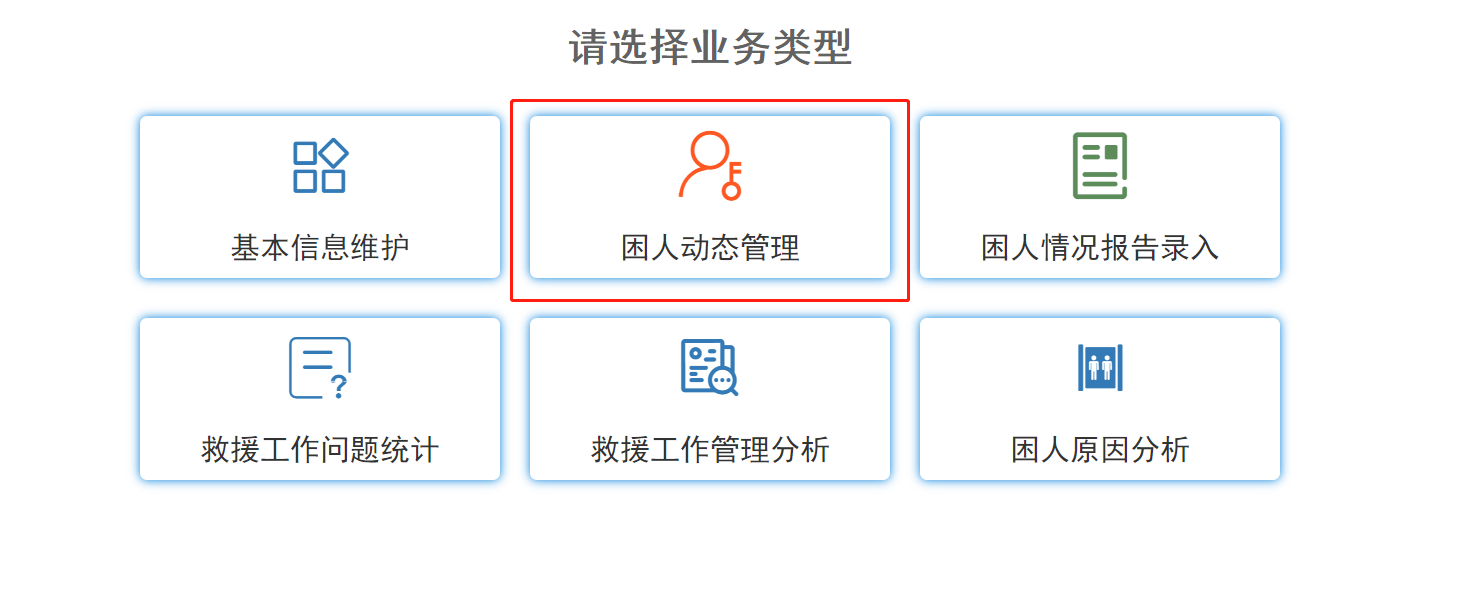 请选择业务类型
基本信息维护
困人动态管理
困人情况报告录入
救援工作问题统计
救援工作管理分析
困人原因分析